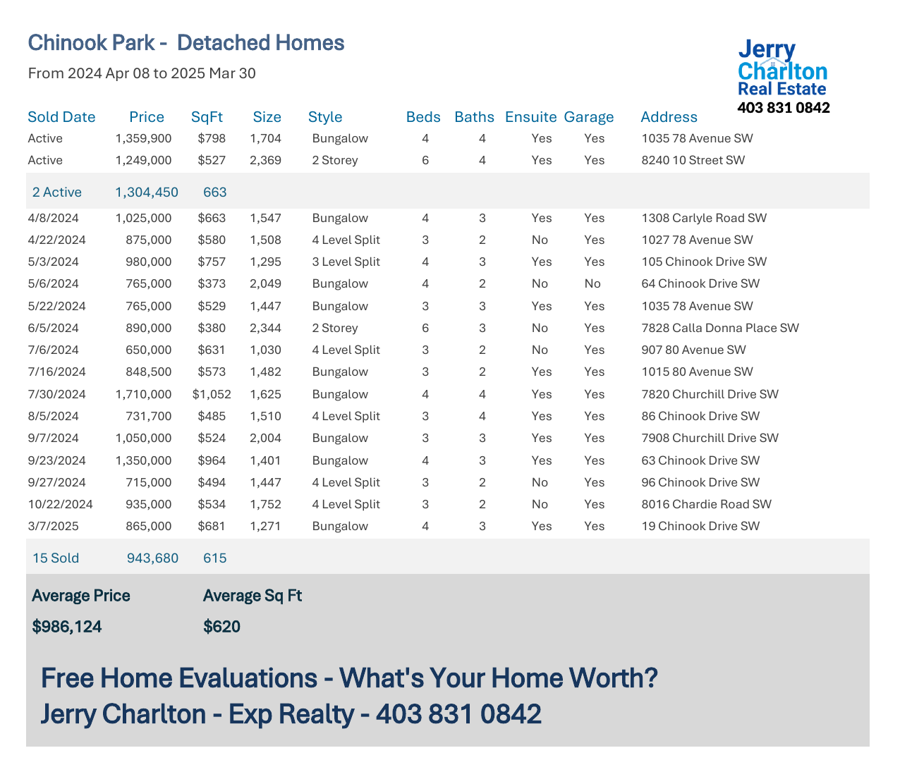 Chinook Park - Detached Homes
From 2024 Apr 08 to 2025 Mar 30
Jerry
Charlton
Real Estate
403 831 0842
Sold Date Price SqFt Size Style Beds Baths Ensuite Garage Address
Active 1,359,900 $798 1,704 Bungalow 4 4 Yes Yes 1035 78 Avenue SW
Active 1,249,000 $527 2,369 2 Storey 6 4 Yes Yes 8240 10 Street SW
2 Active 1,304,450 663
4/8/2024 1,025,000 $663 1,547 Bungalow 4 3 Yes Yes 1308 Carlyle Road SW
4/22/2024 875,000 $580 1,508 4 Level Split 3 2 No Yes 1027 78 Avenue SW
5/3/2024 980,000 $757 1,295 3 Level Split 4 3 Yes Yes 105 Chinook Drive SW
5/6/2024 765,000 $373 2,049 Bungalow 4 2 No No 64 Chinook Drive SW
5/22/2024 765,000 $529 1,447 Bungalow 3 3 Yes Yes 1035 78 Avenue SW
6/5/2024 890,000 $380 2,344 2 Storey 6 3 No Yes 7828 Calla Donna Place SW
7/6/2024 650,000 $631 1,030 4 Level Split 3 2 No Yes 907 80 Avenue SW
7/16/2024 848,500 $573 1,482 Bungalow 3 2 Yes Yes 1015 80 Avenue SW
7/30/2024 1,710,000 $1,052 1,625 Bungalow 4 4 Yes Yes 7820 Churchill Drive SW
8/5/2024 731,700 $485 1,510 4 Level Split 3 4 Yes Yes 86 Chinook Drive SW
9/7/2024 1,050,000 $524 2,004 Bungalow 3 3 Yes Yes 7908 Churchill Drive SW
9/23/2024 1,350,000 $964 1,401 Bungalow 4 3 Yes Yes 63 Chinook Drive SW
9/27/2024 715,000 $494 1,447 4 Level Split 3 2 No Yes 96 Chinook Drive SW
10/22/2024 935,000 $534 1,752 4 Level Split 3 2 No Yes 8016 Chardie Road SW
3/7/2025 865,000 $681 1,271 Bungalow 4 3 Yes Yes 19 Chinook Drive SW
15 Sold 943,680 615
Average Price Average Sq Ft
$986,124 $620
Free Home Evaluations - What's Your Home Worth?
Jerry Charlton - Exp Realty - 403 831 0842